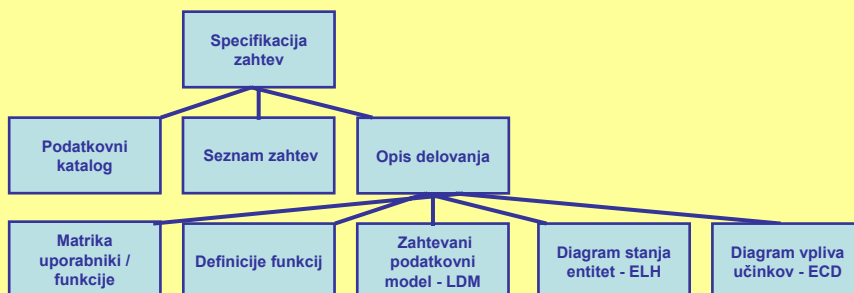 Specifikacija
zahtev
Podatkovni
katalog
Seznam zahtev
Opis delovanja
Matrika
uporabniki /
funkcije
Definicije funkcij
Zahtevani
podatkovni
model - LDM
Diagram stanja
entitet - ELH
Diagram vpliva
učinkov - ECD